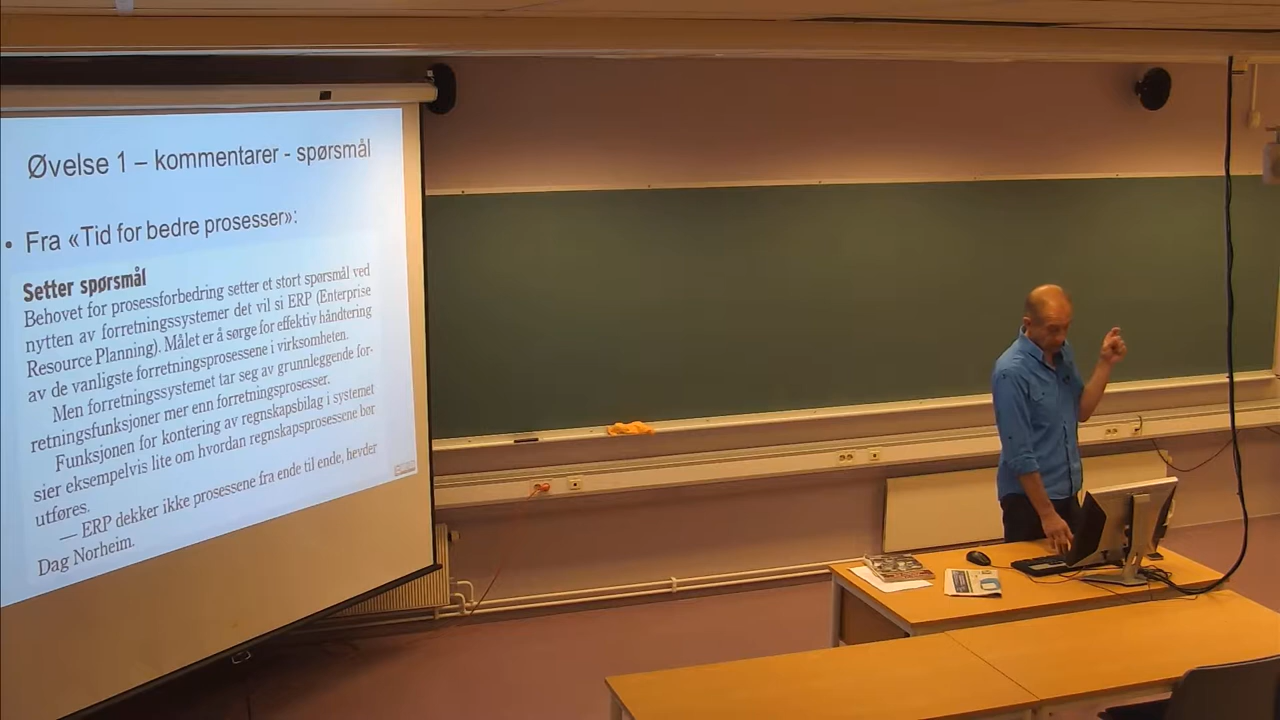 Øvelse 1 – kommentarer - spørsmål
• Fra «Tid for bedre prosesser»:
Setter spørsmål
Behovet for prosessforbedring setter et stort spørsmål ved
nytten av forretningssystemer det vil si ERP (Enterprise
Resource Planning). Målet er å sørge for effektiv håndtering
av de vanligste forretningsprosessene i virksomheten.
Men forretningssystemet tar seg av grunnleggende for-
retningsfunksjoner mer enn forretningsprosesser.
Funksjonen for kontering av regnskapsbilag i systemet
sier eksempelvis lite om hvordan regnskapsprosessene bør
utføres.
— ERP dekker ikke prosessene fra ende til ende, hevder
Dag Norheim.